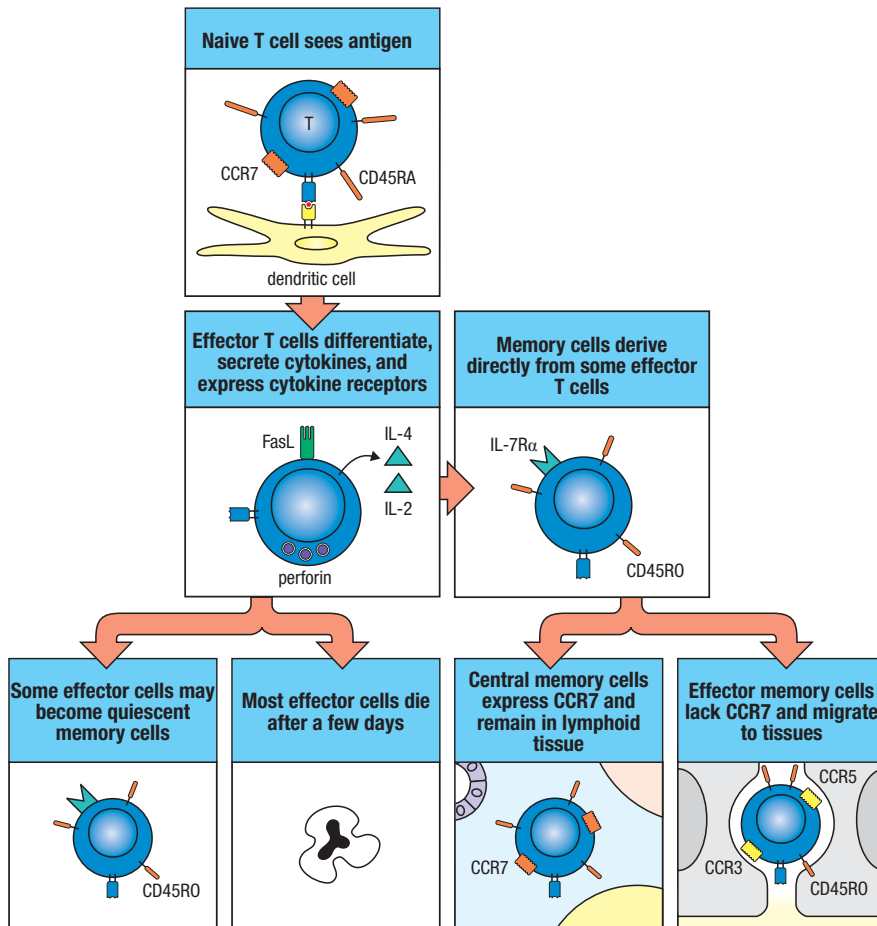 Naive T cell sees antigen
T
CCR7
CD45RA
dendritic cell
Effector T cells differentiate,
secrete cytokines, and
express cytokine receptors
FasL
IL-4
IL-2
perforin
Memory cells derive
directly from some effector
T cells
IL-7Rα
CD45RO
Some effector cells may
become quiescent
memory cells
CD45RO
Most effector cells die
after a few days
Central memory cells
express CCR7 and
remain in lymphoid
tissue
CCR7
Effector memory cells
lack CCR7 and migrate
to tissues
CCR5
CCR3
CD45RO